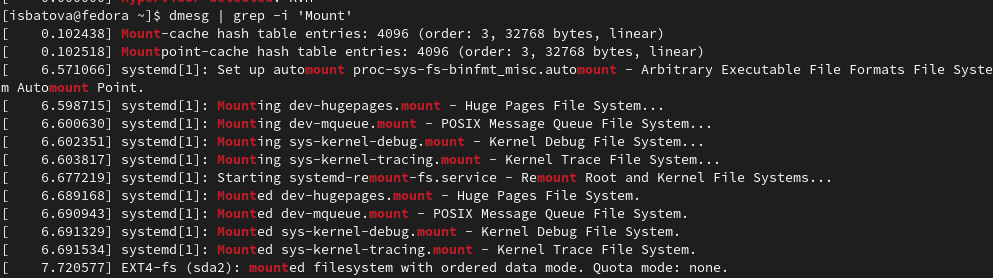 [isbatova@fedora ~]$ dmesg | grep -i 'Mount'
[    0.102438] Mount-cache hash table entries: 4096 (order: 3, 32768 bytes, linear)
[    0.102518] Mountpoint-cache hash table entries: 4096 (order: 3, 32768 bytes, linear)
[    6.571066] systemd[1]: Set up automount proc-sys-fs-binfmt_misc.automount - Arbitrary Executable File Formats File Syste
m Automount Point.
[    6.598715] systemd[1]: Mounting dev-hugepages.mount - Huge Pages File System...
[    6.600630] systemd[1]: Mounting dev-mqueue.mount - POSIX Message Queue File System...
[    6.602351] systemd[1]: Mounting sys-kernel-debug.mount - Kernel Debug File System...
[    6.603817] systemd[1]: Mounting sys-kernel-tracing.mount - Kernel Trace File System...
[    6.677219] systemd[1]: Starting systemd-remount-fs.service - Remount Root and Kernel File Systems...
[    6.689168] systemd[1]: Mounted dev-hugepages.mount - Huge Pages File System.
[    6.690943] systemd[1]: Mounted dev-mqueue.mount - POSIX Message Queue File System.
[    6.691329] systemd[1]: Mounted sys-kernel-debug.mount - Kernel Debug File System.
[    6.691534] systemd[1]: Mounted sys-kernel-tracing.mount - Kernel Trace File System.
[    7.720577] EXT4-fs (sda2): mounted filesystem with ordered data mode. Quota mode: none.